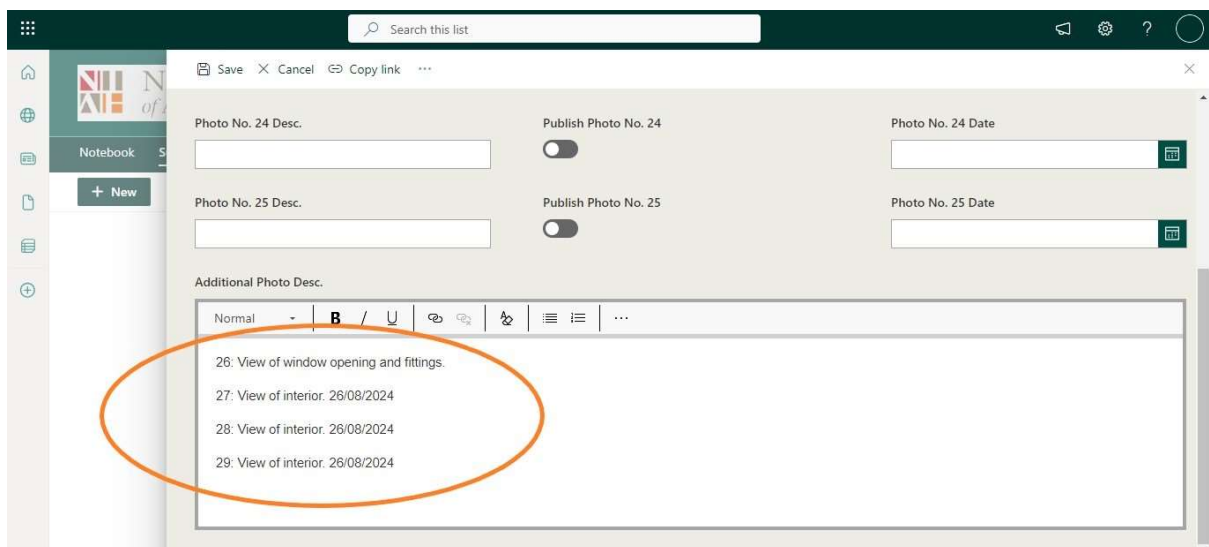 Search this list
?
N
of A
Save Cancel Copy link ...
Notebook S
+ New
Photo No. 24 Desc. Publish Photo No. 24 Photo No. 24 Date
Photo No. 25 Desc. Publish Photo No. 25 Photo No. 25 Date
Additional Photo Desc.
Normal B / U ...
26: View of window opening and fittings.
27: View of interior. 26/08/2024
28: View of interior. 26/08/2024
29: View of interior. 26/08/2024